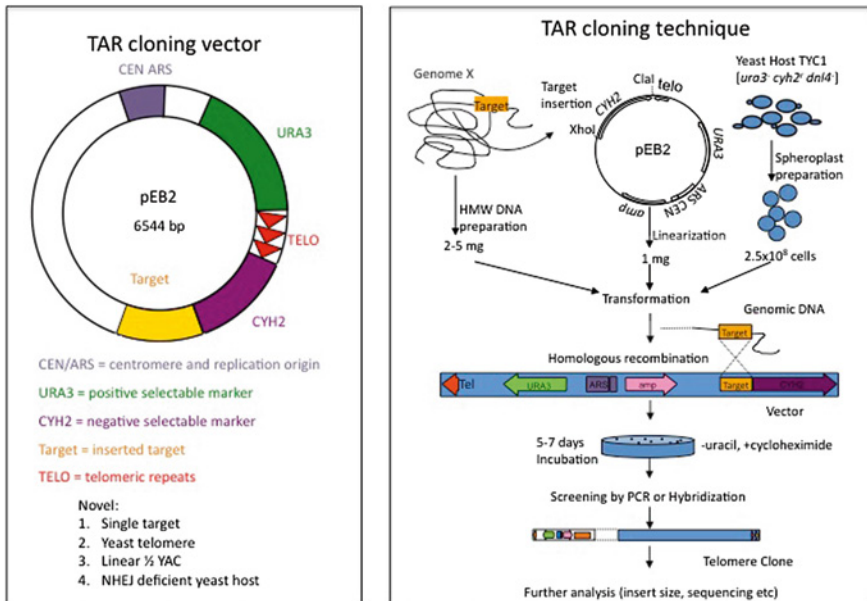 TAR cloning vector
CEN ARS
URA3
pEB2
6544 bp
TELO
Target
CYH2
CEN/ARS = centromere and replication origin
URA3 = positive selectable marker
CYH2 = negative selectable marker
Target = inserted target
TELO = telomeric repeats
Novel:
1. Single target
2. Yeast telomere
3. Linear ½ YAC
4. NHEJ deficient yeast host
TAR cloning technique
Genome X
Target
Target
insertion
ClaI
telo
CYH2
XhoI
URA3
pEB2
ARS CEN
amp
Yeast Host TYC1
[ura3- cyh2r dnl4-]
Spheroplast
preparation
HMW DNA
preparation
2-5 mg
Linearization
1 mg
2.5x10⁸ cells
Transformation
Genomic DNA
Target
Homologous recombination
Tel
URA3
ARS
amp
Target
CYH2
Vector
5-7 days
Incubation
-uracil, +cycloheximide
Screening by PCR or Hybridization
Telomere Clone
Further analysis (insert size, sequencing etc)